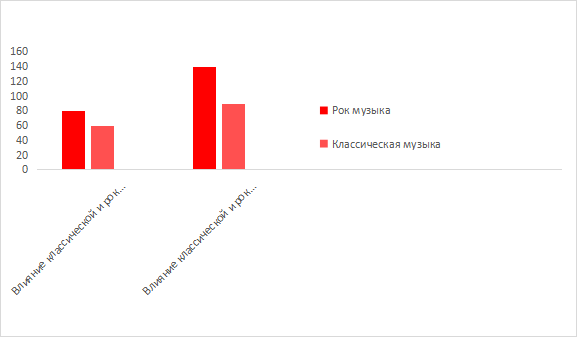 160
140
120
100
80
60
40
20
0
Рок музыка
Классическая музыка
Влияние классической и рок...
Влияние классической и рок...